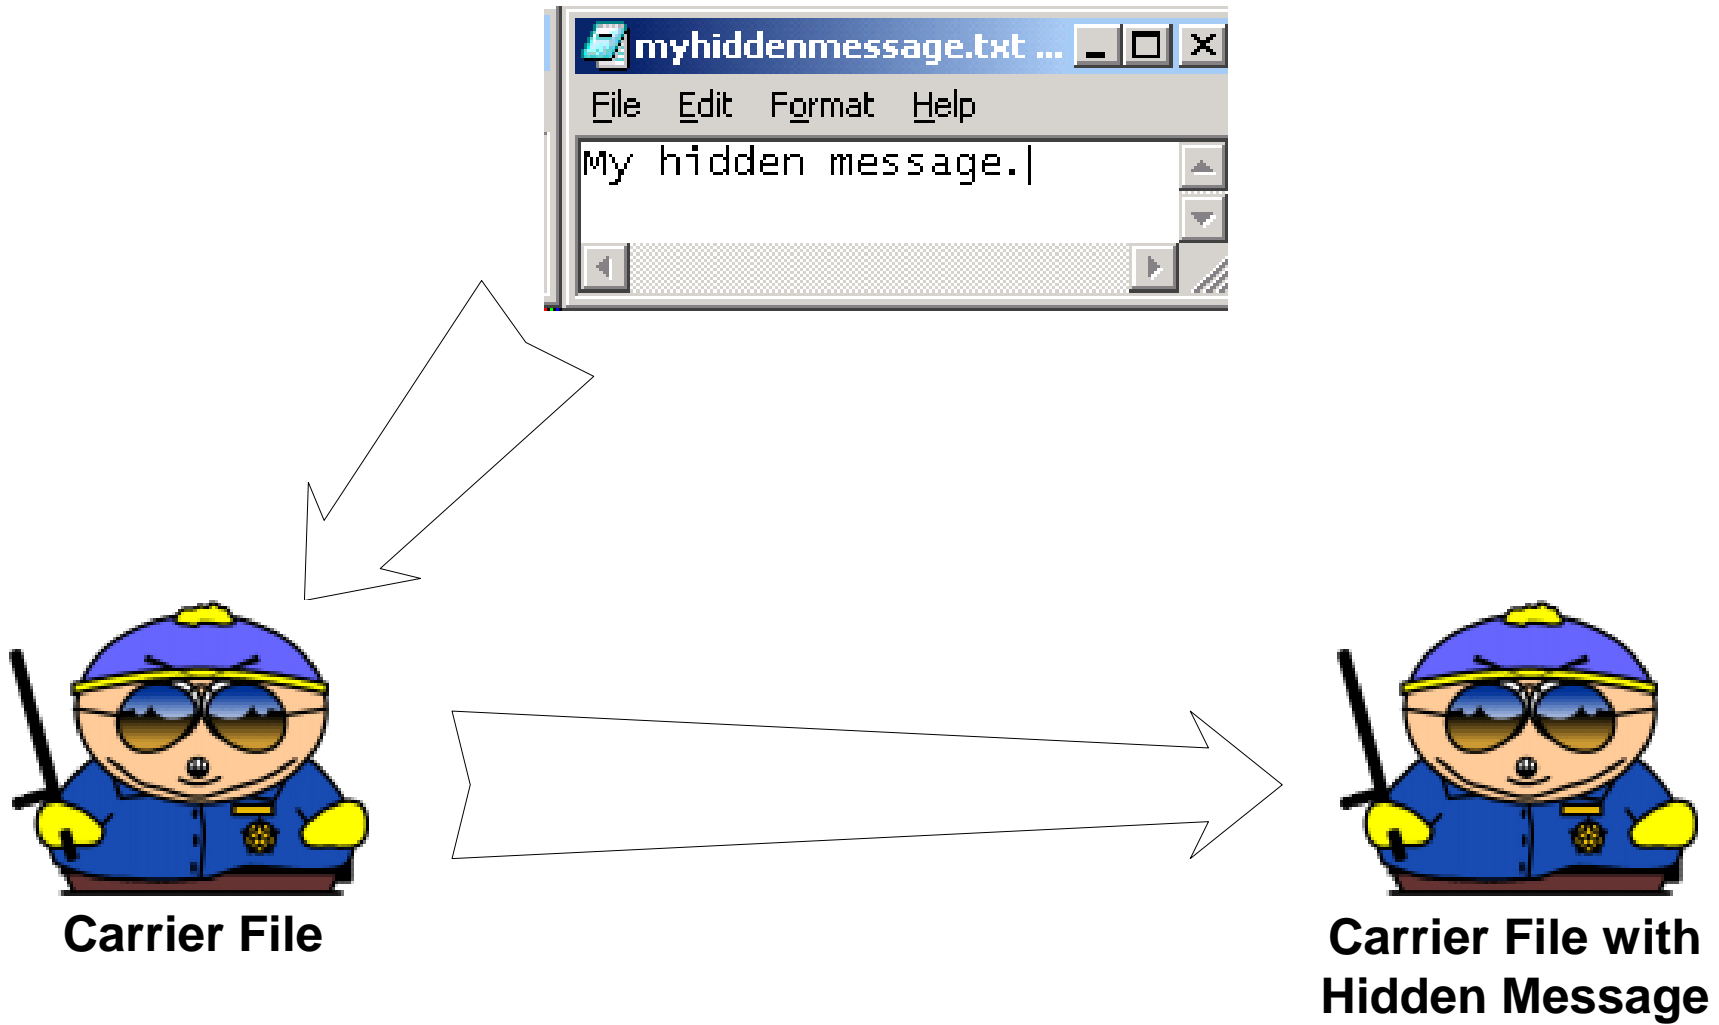 myhiddenmessage.txt ...
File Edit Format Help
My hidden message.
Carrier File
Carrier File with
Hidden Message